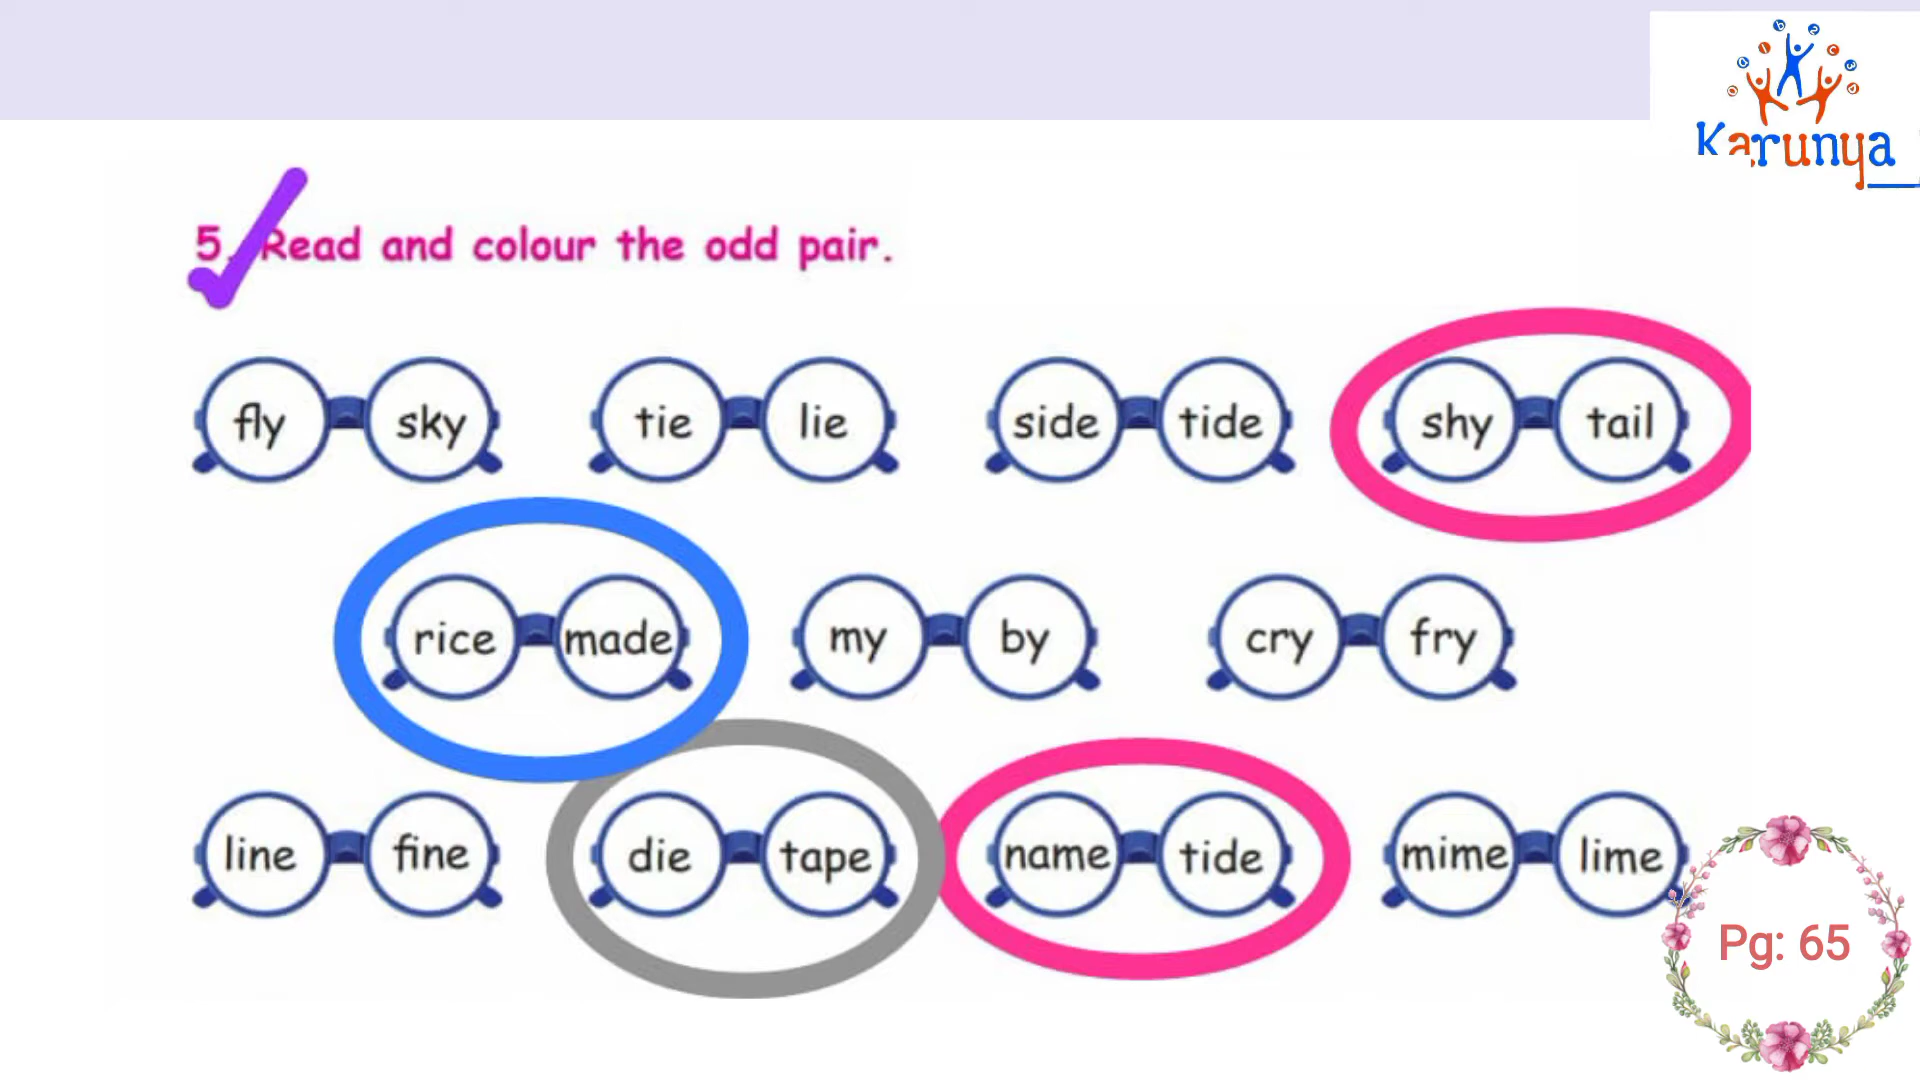 Karunya
5. Read and colour the odd pair.
fly sky tie lie side tide shy tail
rice made my by cry fry
line fine die tape name tide mime lime
Pg: 65